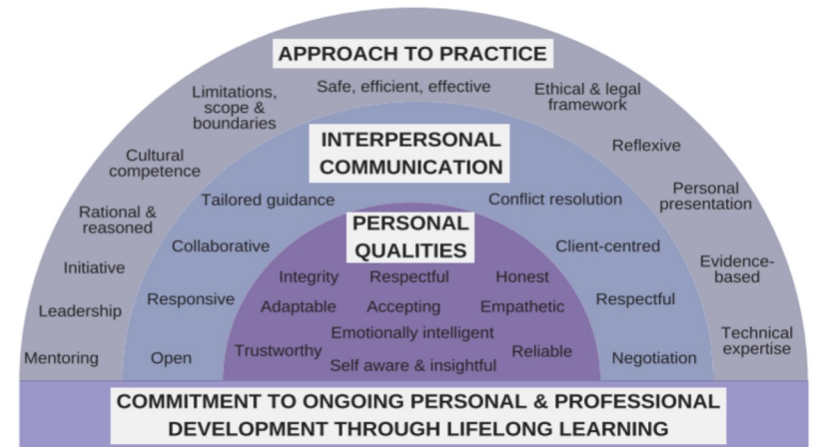 APPROACH TO PRACTICE
Limitations,
scope &
boundaries
Safe, efficient, effective
Ethical & legal
framework
Cultural
competence
Reflexive
Rational &
reasoned
Personal
presentation
Initiative
Evidence-
based
Leadership
Technical
expertise
Mentoring
INTERPERSONAL
COMMUNICATION
Tailored guidance
Conflict resolution
Collaborative
Client-centred
Responsive
Respectful
Open
Negotiation
PERSONAL
QUALITIES
Integrity Respectful Honest
Adaptable Accepting Empathetic
Emotionally intelligent
Trustworthy
Reliable
Self aware & insightful
COMMITMENT TO ONGOING PERSONAL & PROFESSIONAL
DEVELOPMENT THROUGH LIFELONG LEARNING